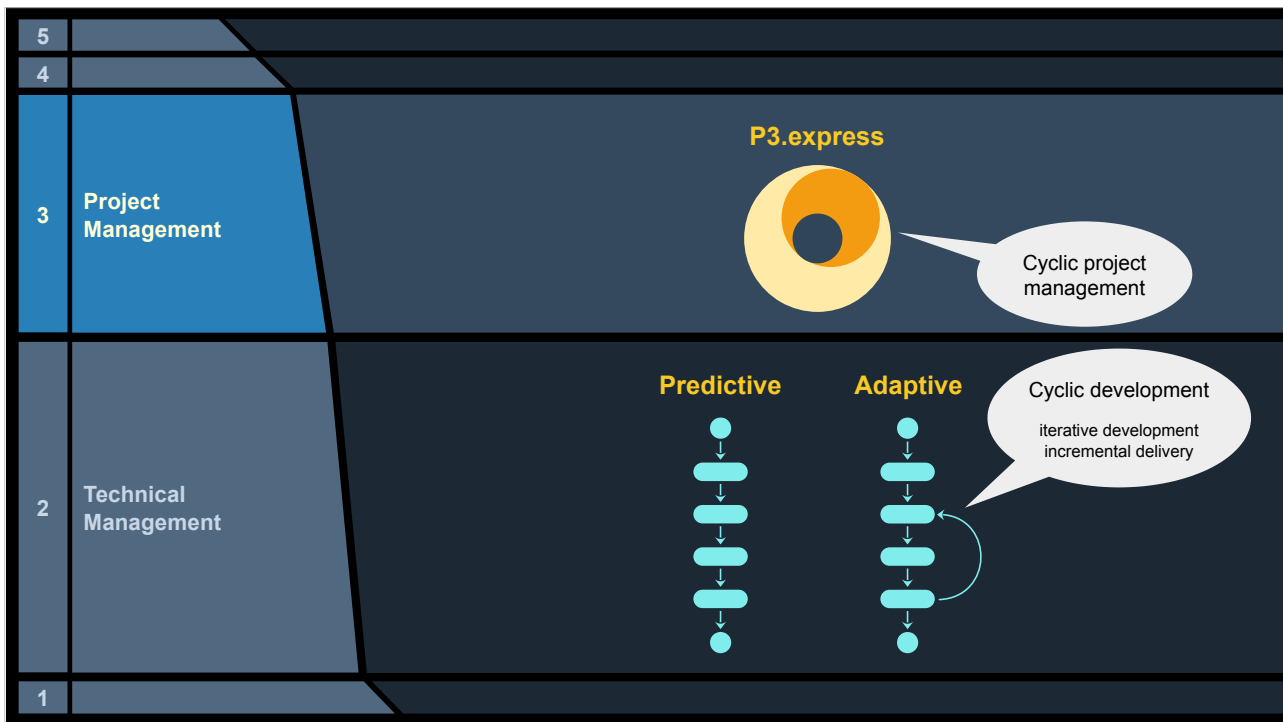 5
4
3
Project
Management
P3.express
Cyclic project
management
2
Technical
Management
Predictive
Adaptive
Cyclic development
iterative development
incremental delivery
1